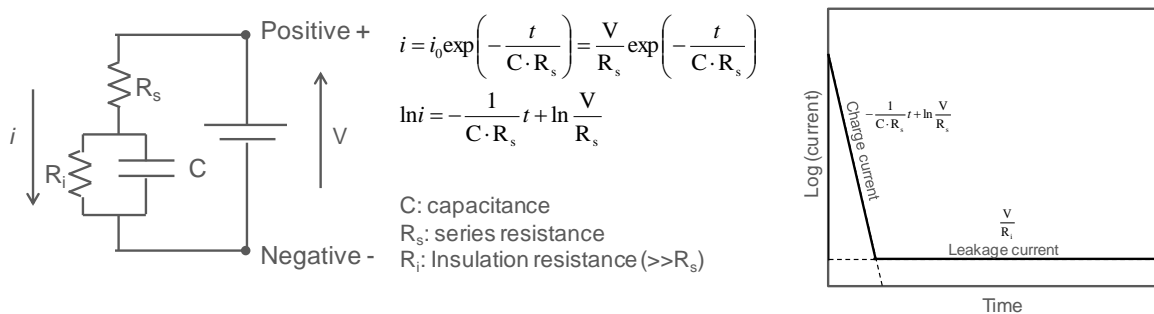 Positive +
R_s
i
R_i
C
V
Negative -
i = i_0 exp(-t/(C·R_s)) = V/R_s exp(-t/(C·R_s))
ln i = -1/(C·R_s) t + ln V/R_s
C: capacitance
R_s: series resistance
R_i: Insulation resistance (>>R_s)
Log (current)
Charge current
-1/(C·R_s) t + ln V/R_s
V/R_i
Leakage current
Time